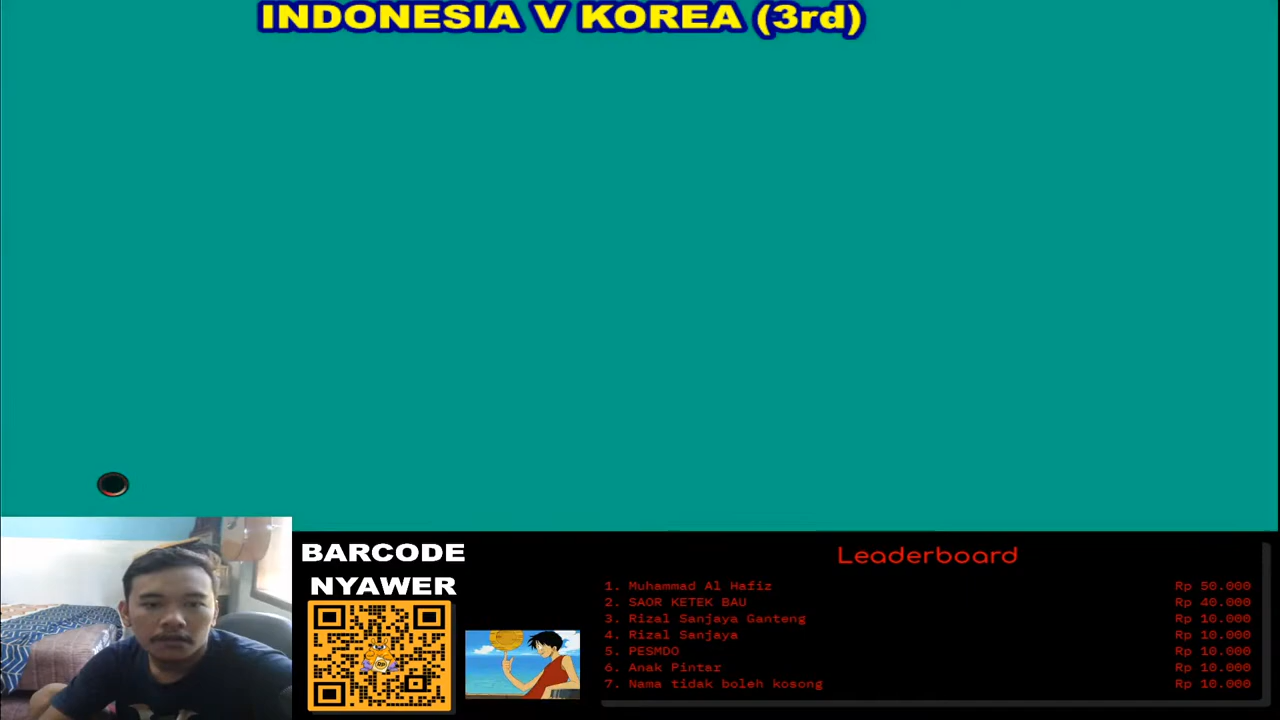 INDONESIA V KOREA (3rd)
BARCODE
NYAWER
Leaderboard
1. Muhammad Al Hafiz Rp 50.000
2. SAOR KETEK BAU Rp 40.000
3. Rizal Sanjaya Ganteng Rp 10.000
4. Rizal Sanjaya Rp 10.000
5. PESMDO Rp 10.000
6. Anak Pintar Rp 10.000
7. Nama tidak boleh kosong Rp 10.000